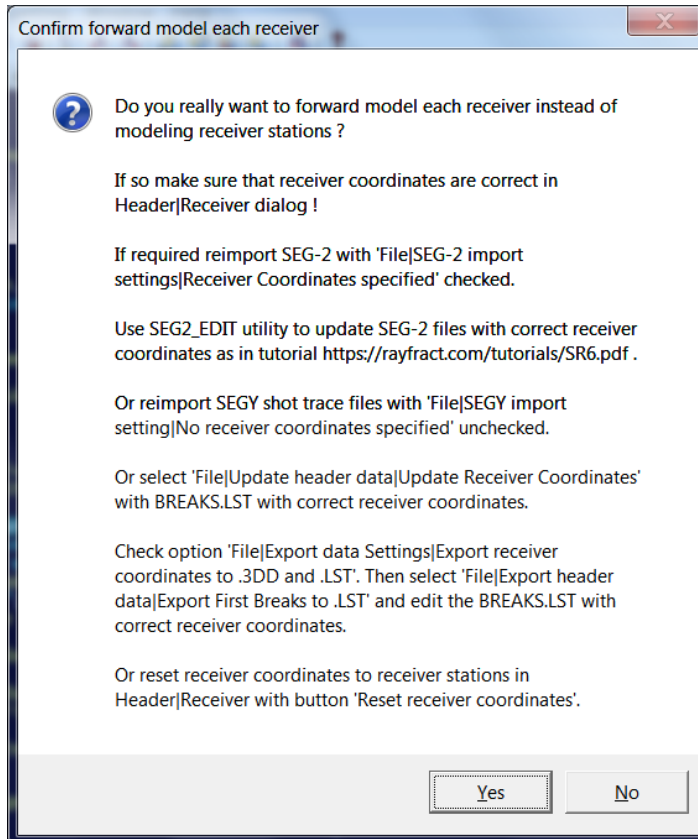 Confirm forward model each receiver
Do you really want to forward model each receiver instead of
modeling receiver stations ?
If so make sure that receiver coordinates are correct in
Header|Receiver dialog !
If required reimport SEG-2 with 'File|SEG-2 import
settings|Receiver Coordinates specified' checked.
Use SEG2_EDIT utility to update SEG-2 files with correct receiver
coordinates as in tutorial https://rayfract.com/tutorials/SR6.pdf .
Or reimport SEGY shot trace files with 'File|SEGY import
setting|No receiver coordinates specified' unchecked.
Or select 'File|Update header data|Update Receiver Coordinates'
with BREAKS.LST with correct receiver coordinates.
Check option 'File|Export data Settings|Export receiver
coordinates to .3DD and .LST'. Then select 'File|Export header
data|Export First Breaks to .LST' and edit the BREAKS.LST with
correct receiver coordinates.
Or reset receiver coordinates to receiver stations in
Header|Receiver with button 'Reset receiver coordinates'.
Yes No